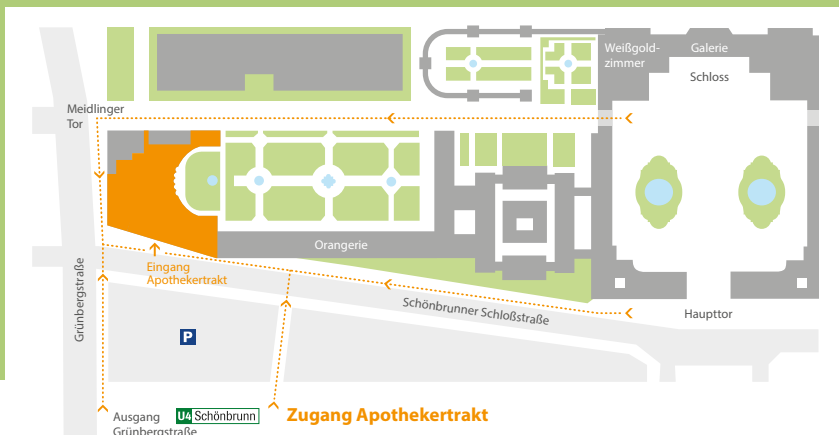 Weißgold-
zimmer
Galerie
Schloss
Meidlinger
Tor
Orangerie
Eingang
Apothekertrakt
Grünbergstraße
Schönbrunner Schloßstraße
Haupttor
P
Ausgang
Grünbergstraße
U4 Schönbrunn
Zugang Apothekertrakt